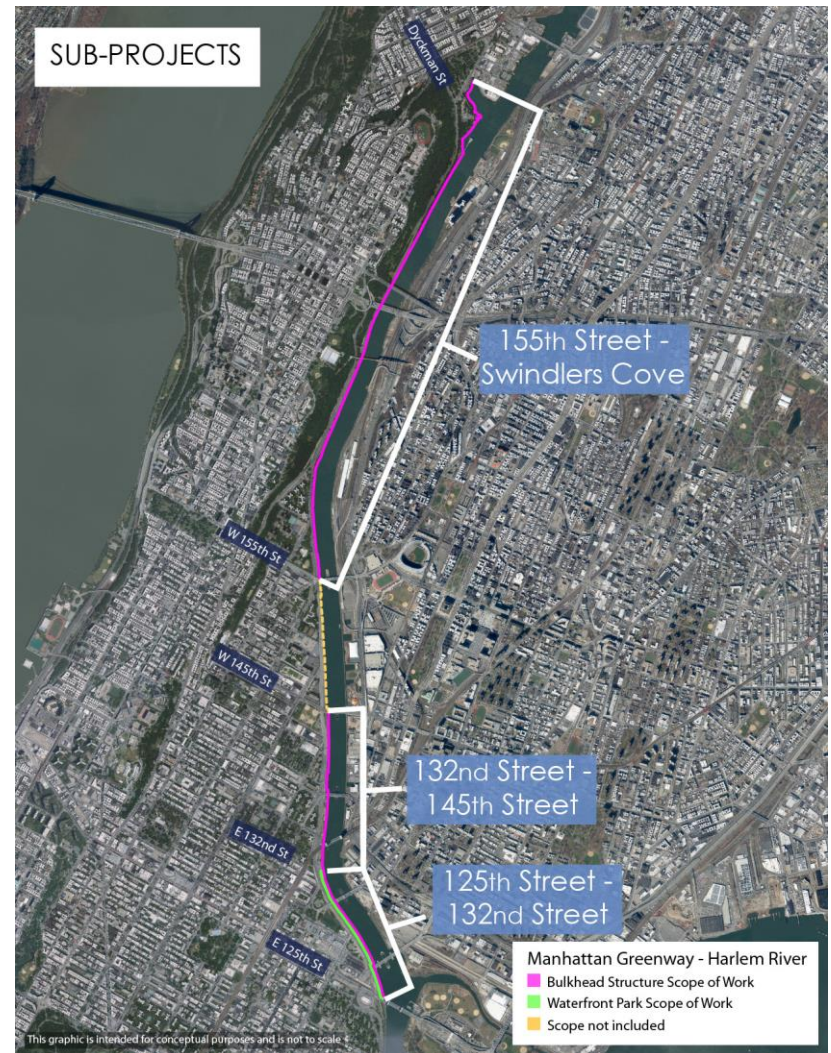 SUB-PROJECTS
Dyckman St
155th Street -
Swindlers Cove
W 155th St
W 145th St
132nd Street -
145th Street
E 132nd St
125th Street -
132nd Street
E 125th St
Manhattan Greenway - Harlem River
Bulkhead Structure Scope of Work
Waterfront Park Scope of Work
Scope not included
This graphic is intended for conceptual purposes and is not to scale